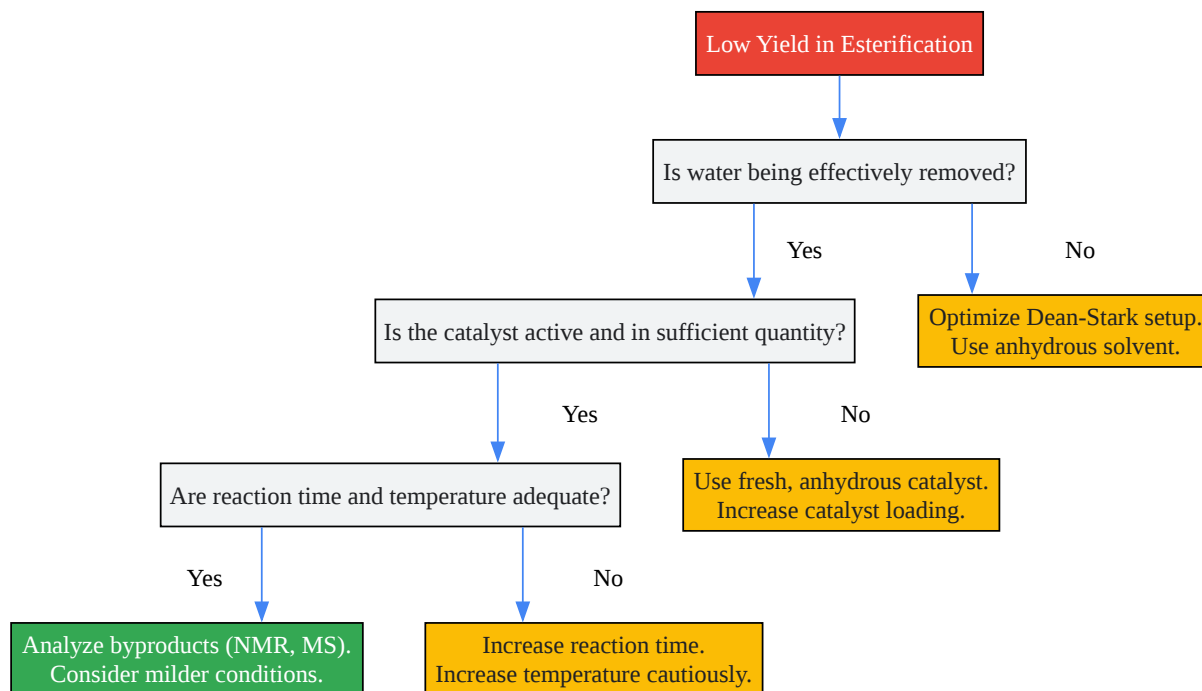 Low Yield in Esterification
Is water being effectively removed?
Yes
No
Optimize Dean-Stark setup.
Use anhydrous solvent.
Is the catalyst active and in sufficient quantity?
Yes
No
Use fresh, anhydrous catalyst.
Increase catalyst loading.
Are reaction time and temperature adequate?
Yes
No
Analyze byproducts (NMR, MS).
Consider milder conditions.
Increase reaction time.
Increase temperature cautiously.